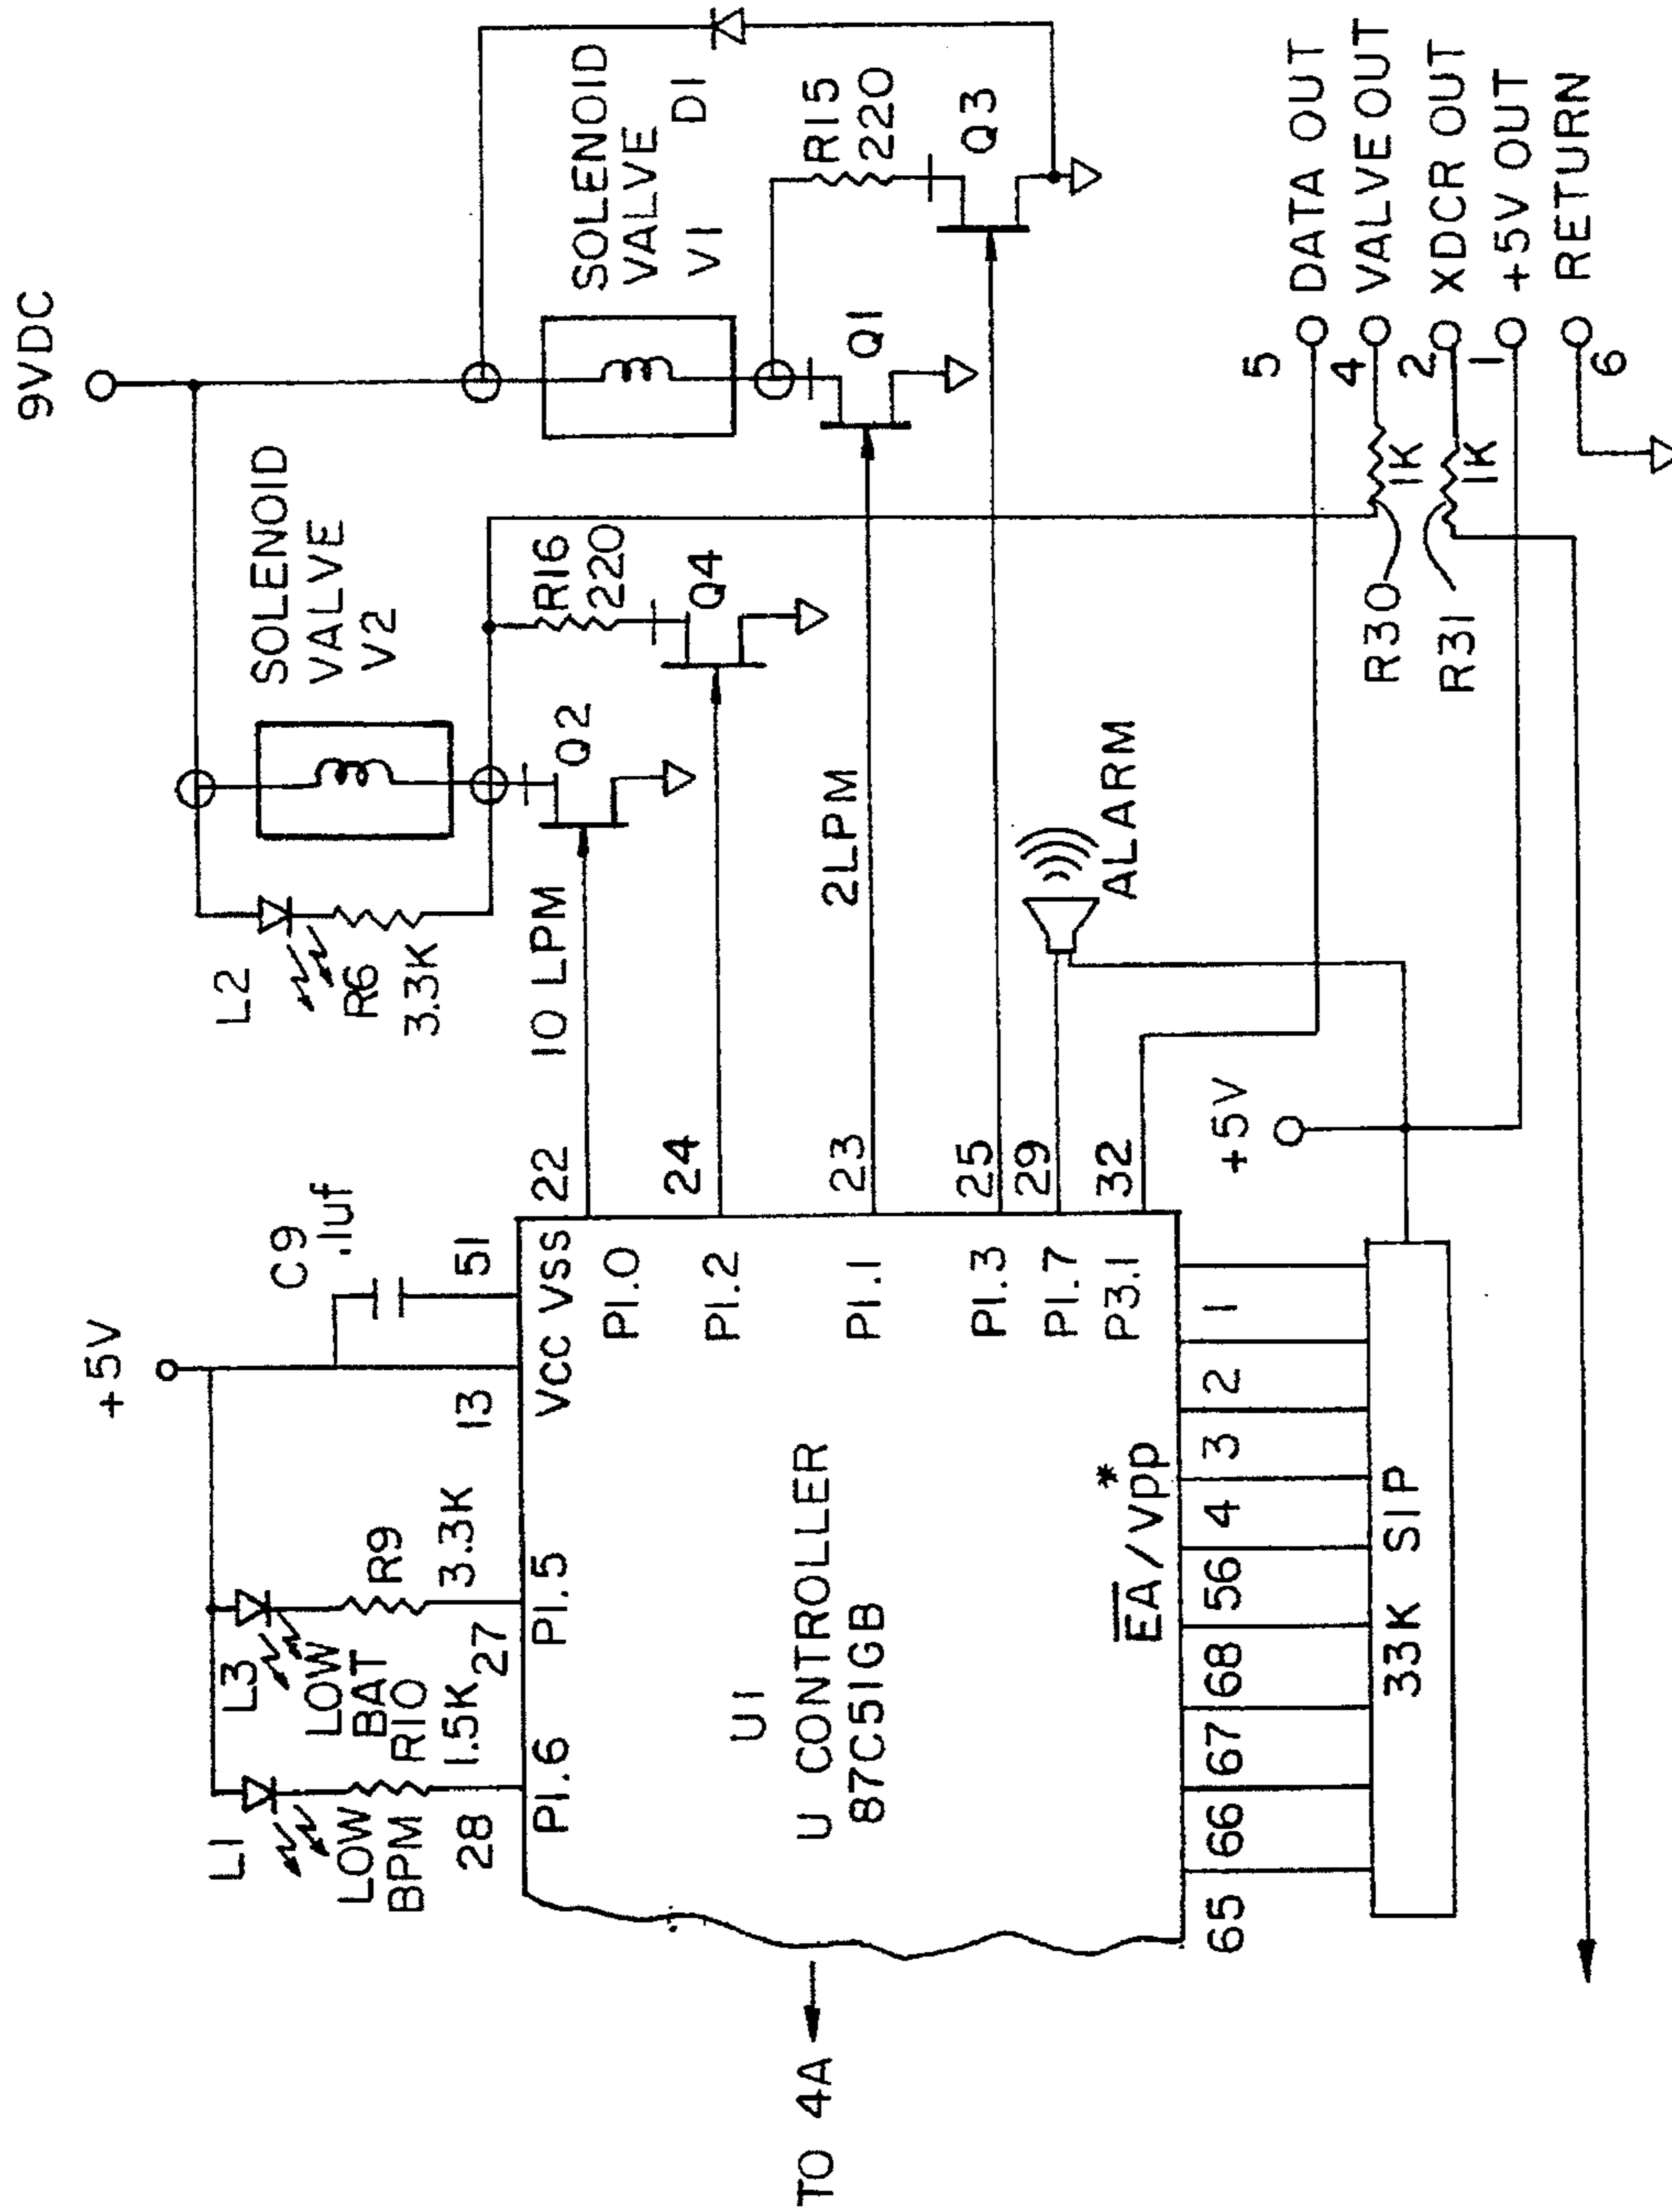 9VDC
SOLENOID
VALVE
V2
SOLENOID
VALVE
V1
D1
L2
R6
3.3K
R16
220
R15
220
Q2
Q4
Q1
Q3
10 LPM
2LPM
ALARM
+5V
C9
.1uf
L3
LOW
BAT
R9
3.3K
L1
LOW
BPM
R10
1.5K
28
27
13
51
22
24
23
25
29
32
P1.6
P1.5
VCC
VSS
P1.0
P1.2
P1.1
P1.3
P1.7
P3.1
U1
U CONTROLLER
87C51GB
EA/Vpp*
65
66
67
68
56
4
3
2
1
33K SIP
+5V
R30
1K
R31
1K
5
DATA OUT
4
VALVE OUT
2
XDCR OUT
1
+5V OUT
6
RETURN
TO 4A